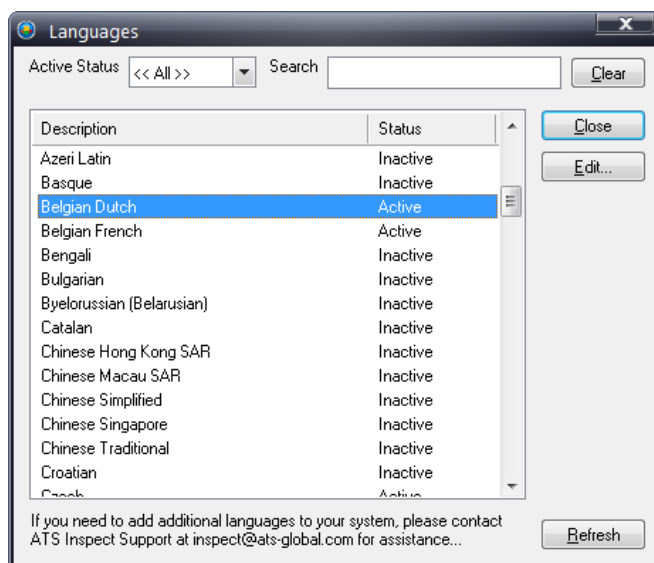 Languages
Active Status << All >> Search Clear
Description Status
Close
Azeri Latin Inactive
Edit...
Basque Inactive
Belgian Dutch Active
Belgian French Active
Bengali Inactive
Bulgarian Inactive
Byelorussian (Belarusian) Inactive
Catalan Inactive
Chinese Hong Kong SAR Inactive
Chinese Macau SAR Inactive
Chinese Simplified Inactive
Chinese Singapore Inactive
Chinese Traditional Inactive
Croatian Inactive
Czech Active
If you need to add additional languages to your system, please contact
ATS Inspect Support at inspect@ats-global.com for assistance...
Refresh